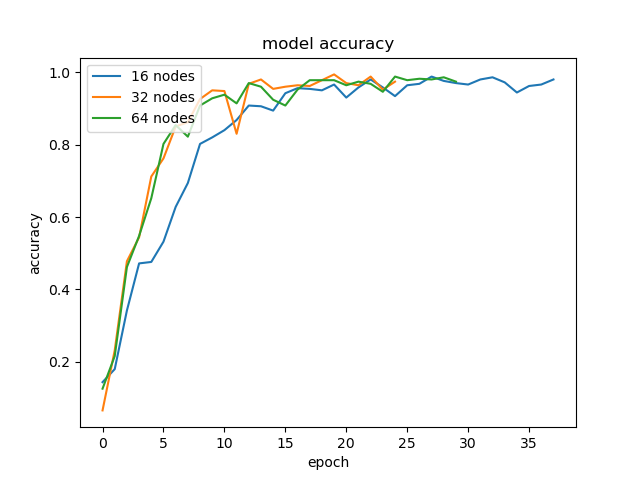 model accuracy
16 nodes
32 nodes
64 nodes
accuracy
1.0
0.8
0.6
0.4
0.2
0 5 10 15 20 25 30 35
epoch